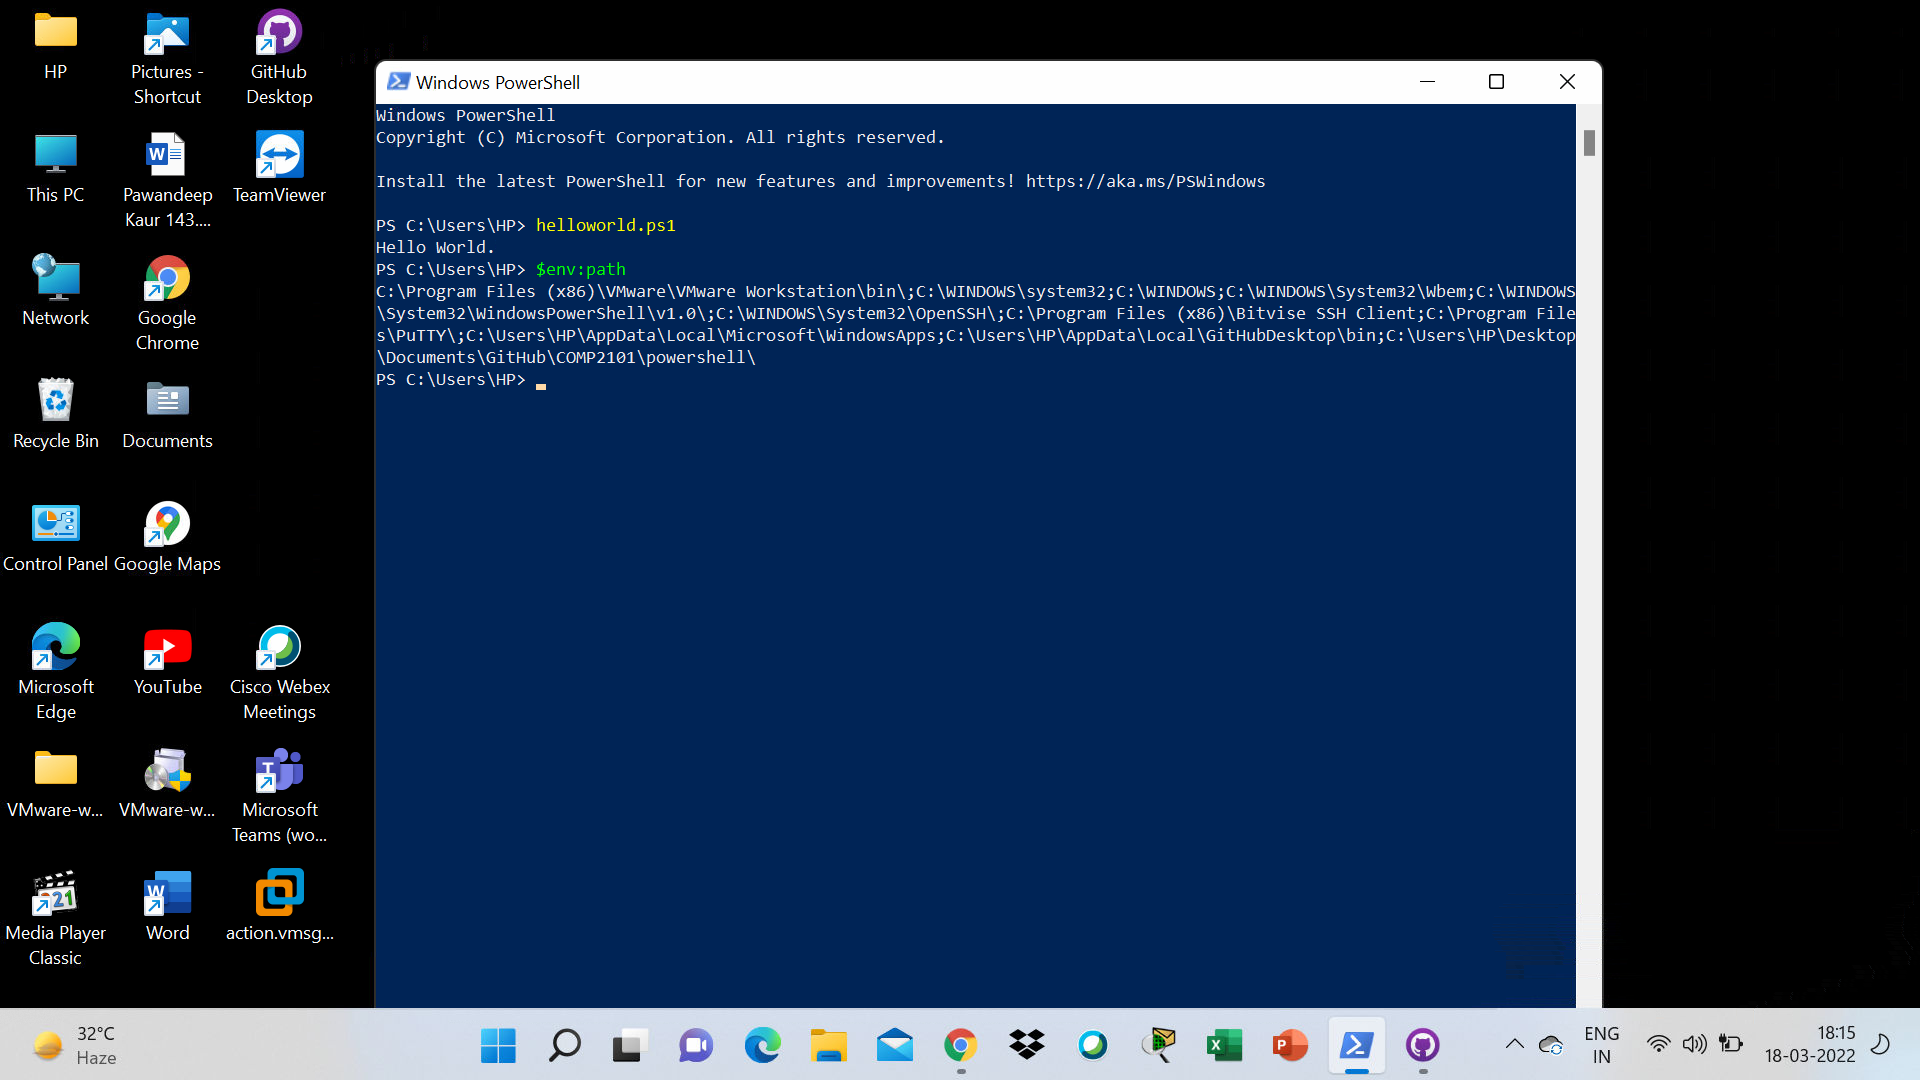 HP
Pictures -
Shortcut
GitHub
Desktop
This PC
Pawandeep
Kaur 143....
TeamViewer
Network
Google
Chrome
Recycle Bin
Documents
Control Panel
Google Maps
Microsoft
Edge
YouTube
Cisco Webex
Meetings
VMware-w...
VMware-w...
Microsoft
Teams (wo...
Media Player
Classic
Word
action.vmsg...
Windows PowerShell
Windows PowerShell
Copyright (C) Microsoft Corporation. All rights reserved.
Install the latest PowerShell for new features and improvements! https://aka.ms/PSWindows
PS C:\Users\HP> helloworld.ps1
Hello World.
PS C:\Users\HP> $env:path
C:\Program Files (x86)\VMware\VMware Workstation\bin\;C:\WINDOWS\system32;C:\WINDOWS;C:\WINDOWS\System32\Wbem;C:\WINDOWS
\System32\WindowsPowerShell\v1.0\;C:\WINDOWS\System32\OpenSSH\;C:\Program Files (x86)\Bitvise SSH Client;C:\Program File
s\PuTTY\;C:\Users\HP\AppData\Local\Microsoft\WindowsApps;C:\Users\HP\AppData\Local\GitHubDesktop\bin;C:\Users\HP\Desktop
\Documents\GitHub\COMP2101\powershell\
PS C:\Users\HP>
32°C
Haze
ENG
IN
18:15
18-03-2022